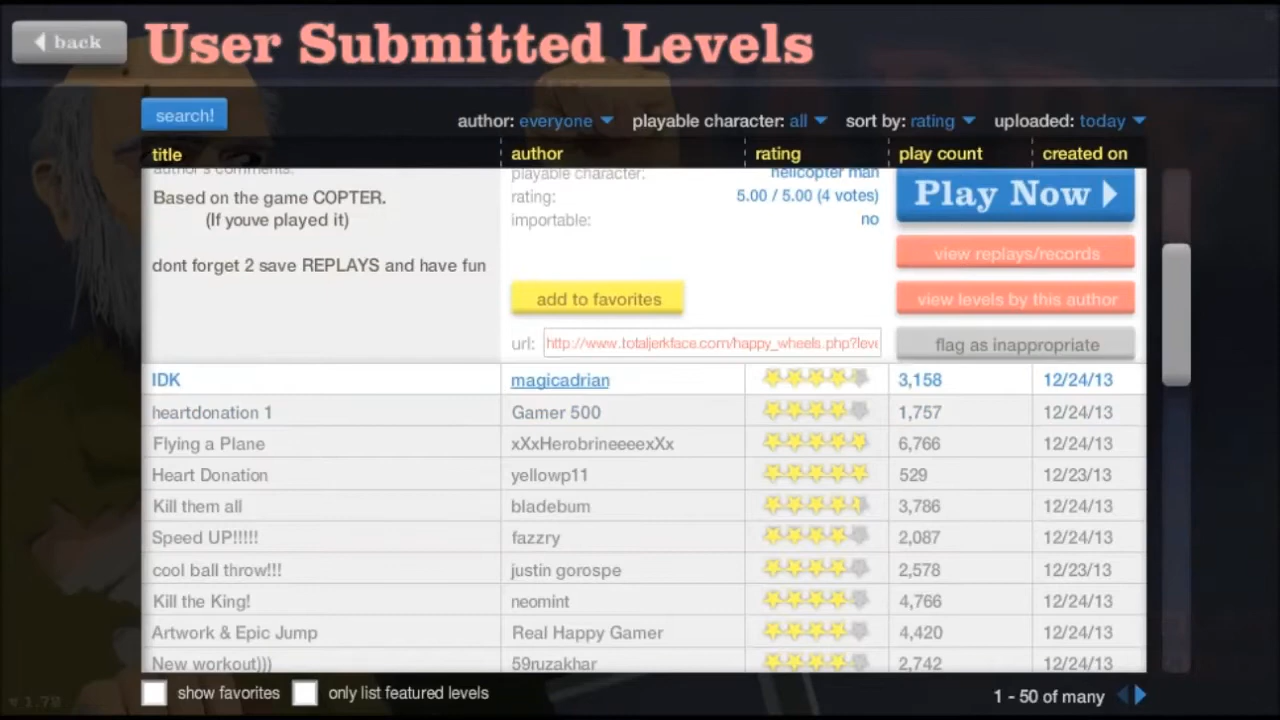 back
User Submitted Levels
search!
author: everyone playable character: all sort by: rating uploaded: today
title author rating play count created on
author's comments:
Based on the game COPTER.
(If youve played it)
dont forget 2 save REPLAYS and have fun
playable character: helicopter man
rating: 5.00 / 5.00 (4 votes)
importable: no
add to favorites
url: http://www.totaljerkface.com/happy_wheels.php?leve
Play Now
view replays/records
view levels by this author
flag as inappropriate
IDK magicadrian 3,158 12/24/13
heartdonation 1 Gamer 500 1,757 12/24/13
Flying a Plane xXxHerobrineeeexXx 6,766 12/24/13
Heart Donation yellowp11 529 12/23/13
Kill them all bladebum 3,786 12/24/13
Speed UP!!!!! fazzry 2,087 12/24/13
cool ball throw!!! justin gorospe 2,578 12/23/13
Kill the King! neomint 4,766 12/24/13
Artwork & Epic Jump Real Happy Gamer 4,420 12/24/13
New workout))) 59ruzakhar 2,742 12/24/13
show favorites only list featured levels 1 - 50 of many
v 1.78